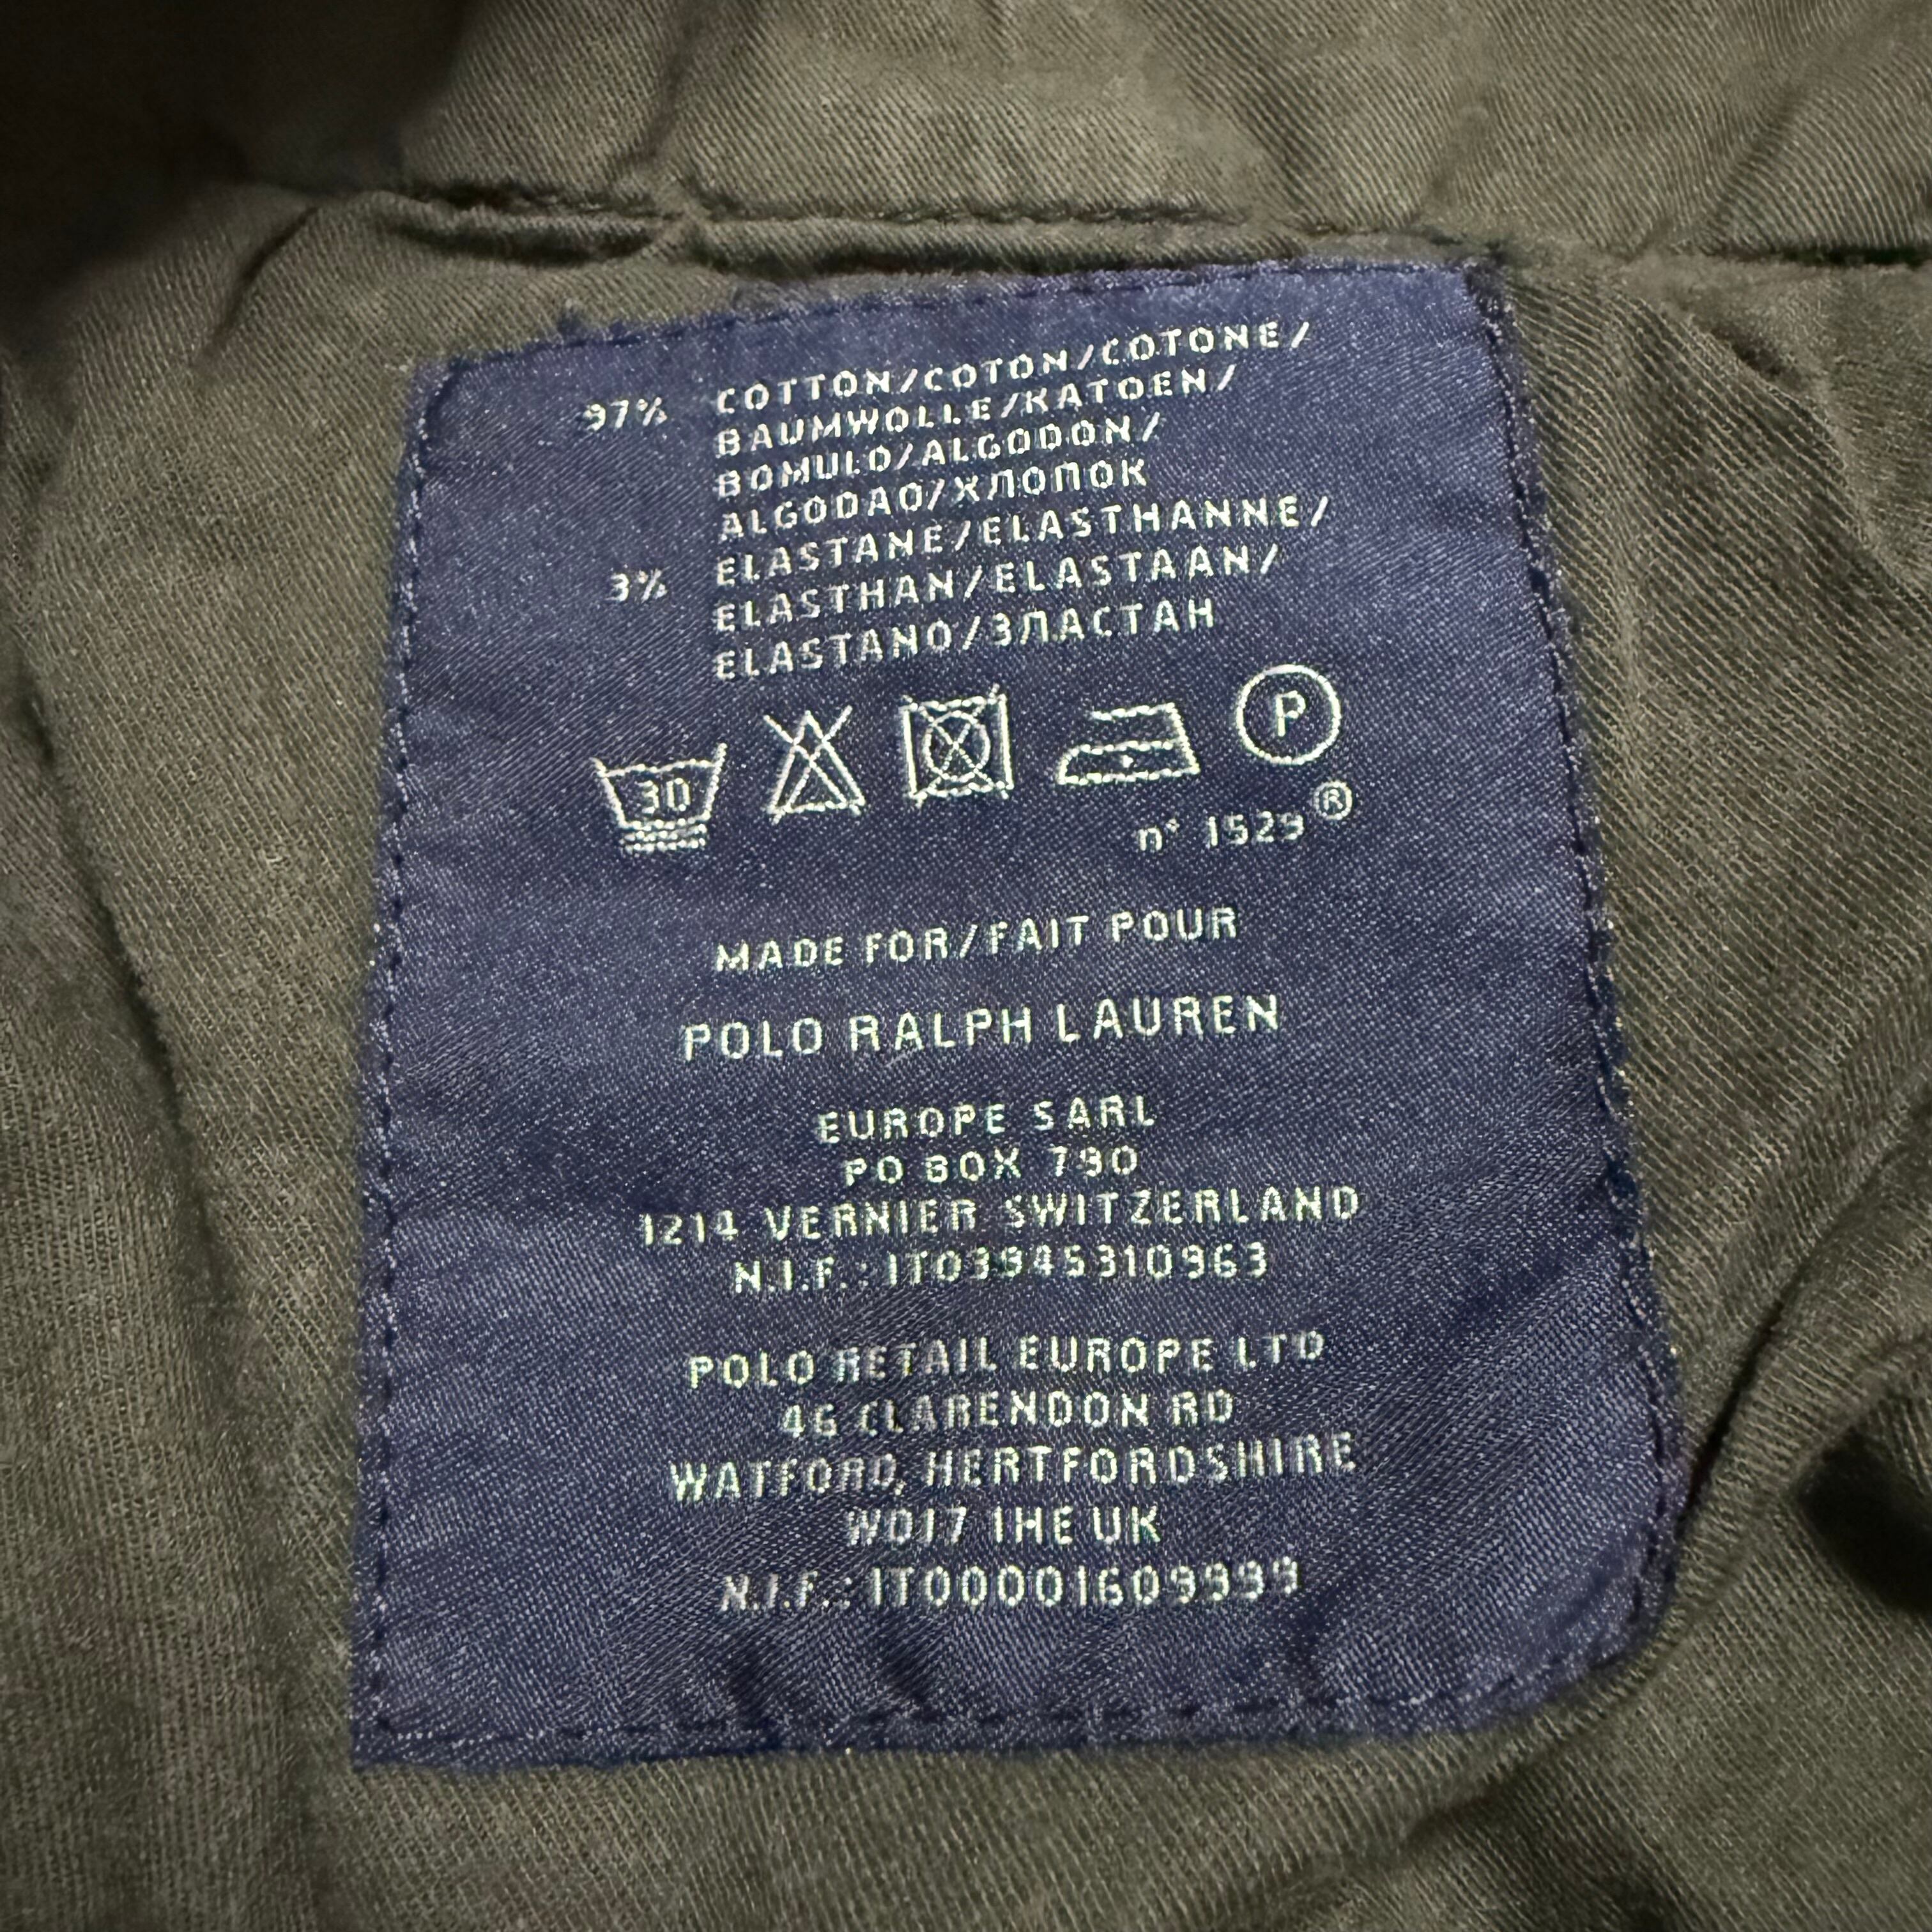 97% COTTON/COTON/COTONE/
BAUMWOLLE/KATOEN/
BOMULD/ALGODON/
ALGODAO/ХЛОПОК
3% ELASTANE/ELASTHANNE/
ELASTHAN/ELASTAAN/
ELASTANO/ЗЛАСТАН
30 P
n° 1529 ®
MADE FOR/FAIT POUR
POLO RALPH LAUREN
EUROPE SARL
PO BOX 790
1214 VERNIER SWITZERLAND
N.I.F.: IT03945310963
POLO RETAIL EUROPE LTD
46 CLARENDON RD
WATFORD, HERTFORDSHIRE
WD17 1HE UK
N.I.F.: IT00001609999